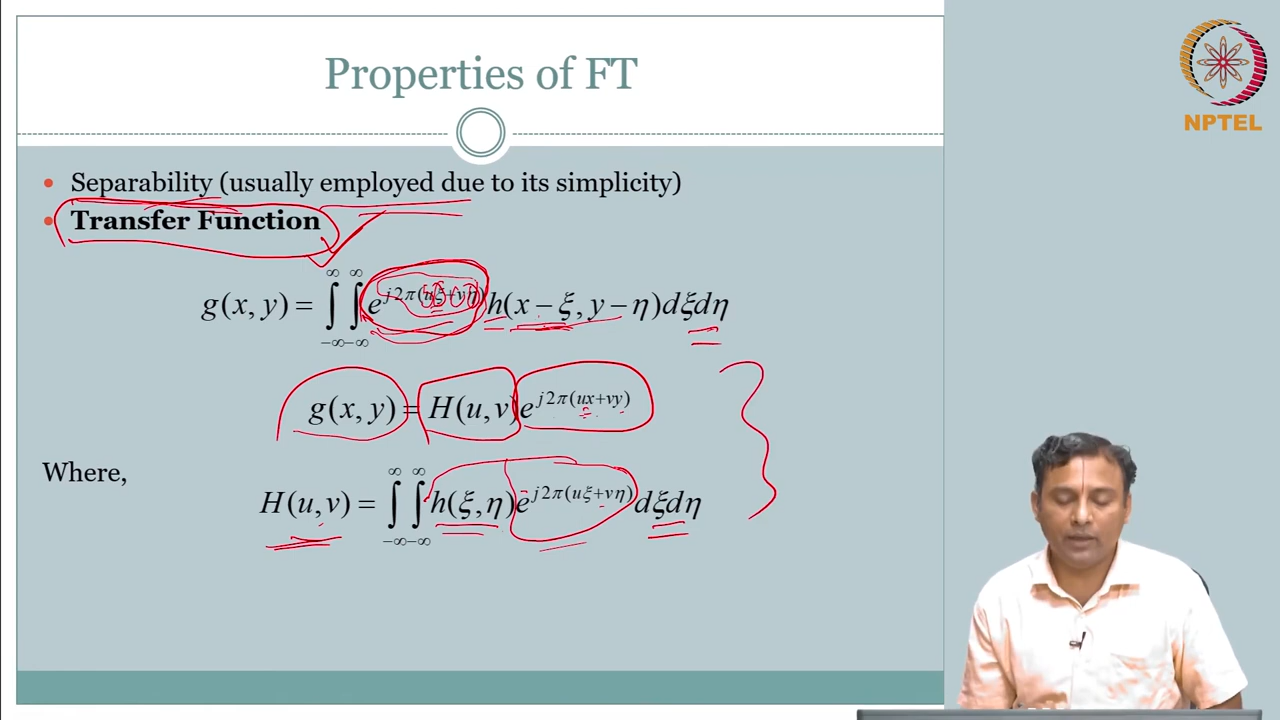 Properties of FT
NPTEL
• Separability (usually employed due to its simplicity)
• Transfer Function
g(x, y) = ∫_{-∞}^{∞} ∫_{-∞}^{∞} e^{j2π(uξ+vη)} h(x − ξ, y − η)dξdη
g(x, y) = H(u, v)e^{j2π(ux+vy)}
Where,
H(u, v) = ∫_{-∞}^{∞} ∫_{-∞}^{∞} h(ξ, η)e^{j2π(uξ+vη)} dξdη